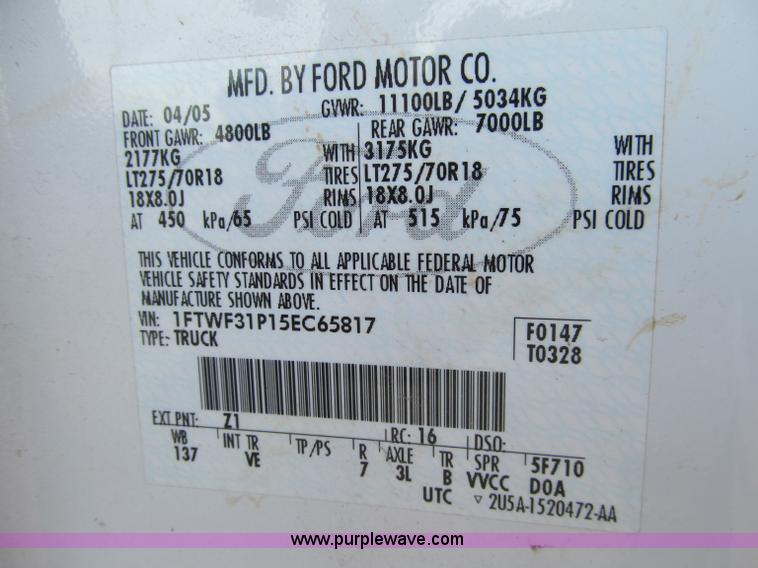 MFD. BY FORD MOTOR CO.
DATE: 04/05 GVWR: 11100LB/ 5034KG
FRONT GAWR: 4800LB REAR GAWR: 7000LB
2177KG WITH 3175KG WITH
LT275/70R18 TIRES LT275/70R18 TIRES
18X8.0J RIMS 18X8.0J RIMS
AT 450 kPa/65 PSI COLD AT 515 kPa/75 PSI COLD
Ford
THIS VEHICLE CONFORMS TO ALL APPLICABLE FEDERAL MOTOR
VEHICLE SAFETY STANDARDS IN EFFECT ON THE DATE OF
MANUFACTURE SHOWN ABOVE.
VIN: 1FTWF31P15EC65817 F0147
TYPE: TRUCK T0328
EXT PNT: Z1 RC: 16 DSO:
WB INT TR TP/PS R AXLE TR SPR 5F710
137 VE 7 3L B VVCC D0A
UTC ▽ 2U5A-1520472-AA
www.purplewave.com